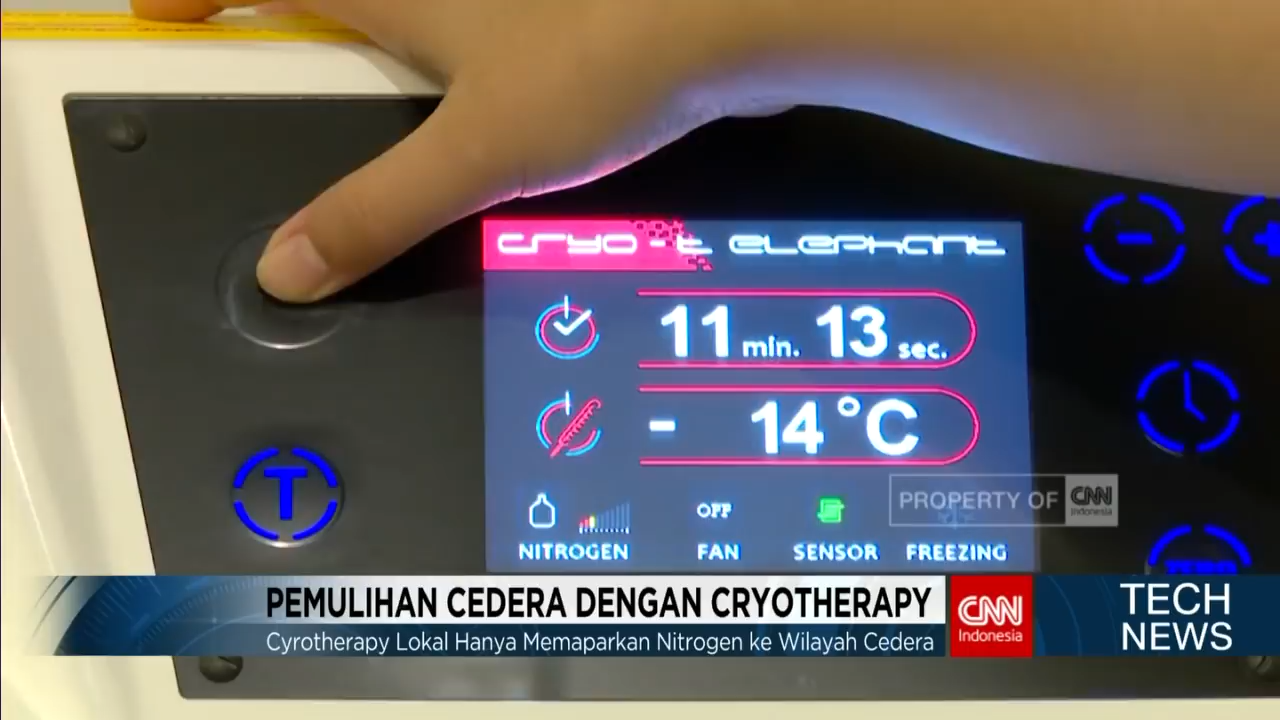 cryo-t elephant
11 min. 13 sec.
- 14°C
T
OFF
NITROGEN FAN SENSOR FREEZING
PROPERTY OF CNN Indonesia
PEMULIHAN CEDERA DENGAN CRYOTHERAPY
Cyrotherapy Lokal Hanya Memaparkan Nitrogen ke Wilayah Cedera
CNN Indonesia
TECH NEWS